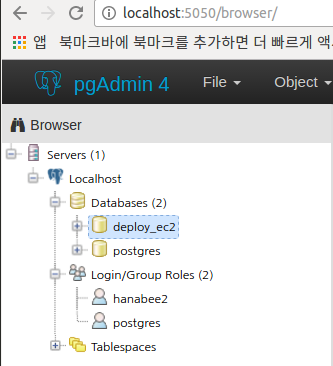 localhost:5050/browser/
앱 북마크바에 북마크를 추가하면 더 빠르게 액
pgAdmin 4 File Object
Browser
Servers (1)
Localhost
Databases (2)
deploy_ec2
postgres
Login/Group Roles (2)
hanabee2
postgres
Tablespaces